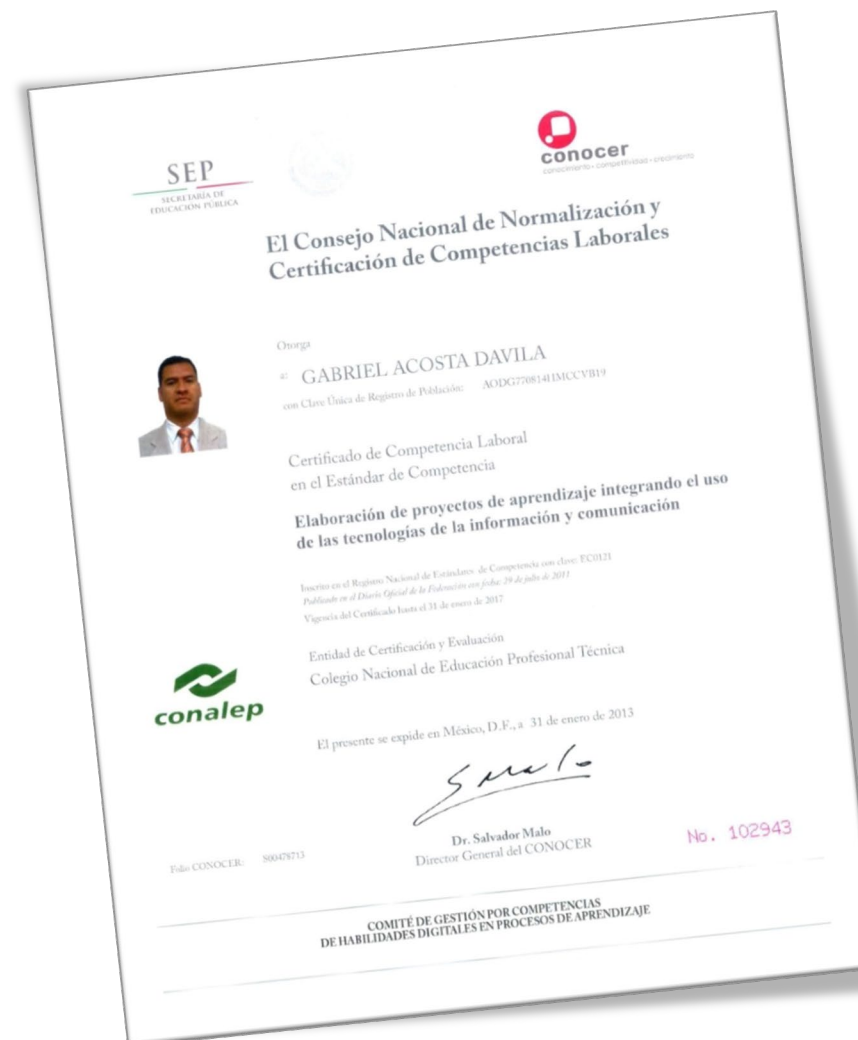 SEP
SECRETARÍA DE
EDUCACIÓN PÚBLICA
conocer
conocimiento • competitividad • crecimiento
El Consejo Nacional de Normalización y
Certificación de Competencias Laborales
Otorga
a: GABRIEL ACOSTA DAVILA
con Clave Única de Registro de Población: AODG770814HMCCVB19
Certificado de Competencia Laboral
en el Estándar de Competencia
Elaboración de proyectos de aprendizaje integrando el uso
de las tecnologías de la información y comunicación
Inscrito en el Registro Nacional de Estándares de Competencia con clave: EC0121
Publicado en el Diario Oficial de la Federación con fecha: 29 de julio de 2011
Vigencia del Certificado hasta el 31 de enero de 2017
Entidad de Certificación y Evaluación
Colegio Nacional de Educación Profesional Técnica
conalep
El presente se expide en México, D.F., a 31 de enero de 2013
Dr. Salvador Malo
Director General del CONOCER
No. 102943
Folio CONOCER: S00478713
COMITÉ DE GESTIÓN POR COMPETENCIAS
DE HABILIDADES DIGITALES EN PROCESOS DE APRENDIZAJE